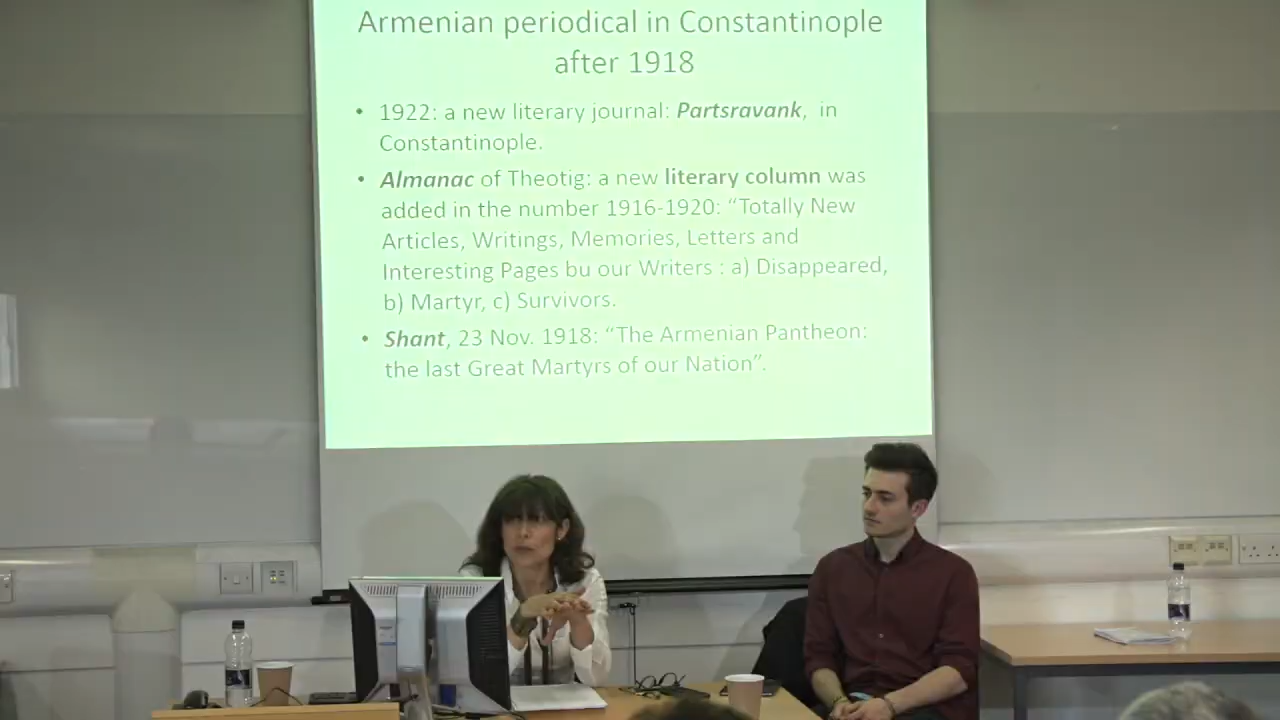 Armenian periodical in Constantinople
after 1918
• 1922: a new literary journal: Partsravank, in
Constantinople.
• Almanac of Theotig: a new literary column was
added in the number 1916-1920: “Totally New
Articles, Writings, Memories, Letters and
Interesting Pages bu our Writers : a) Disappeared,
b) Martyr, c) Survivors.
• Shant, 23 Nov. 1918: “The Armenian Pantheon:
the last Great Martyrs of our Nation”.